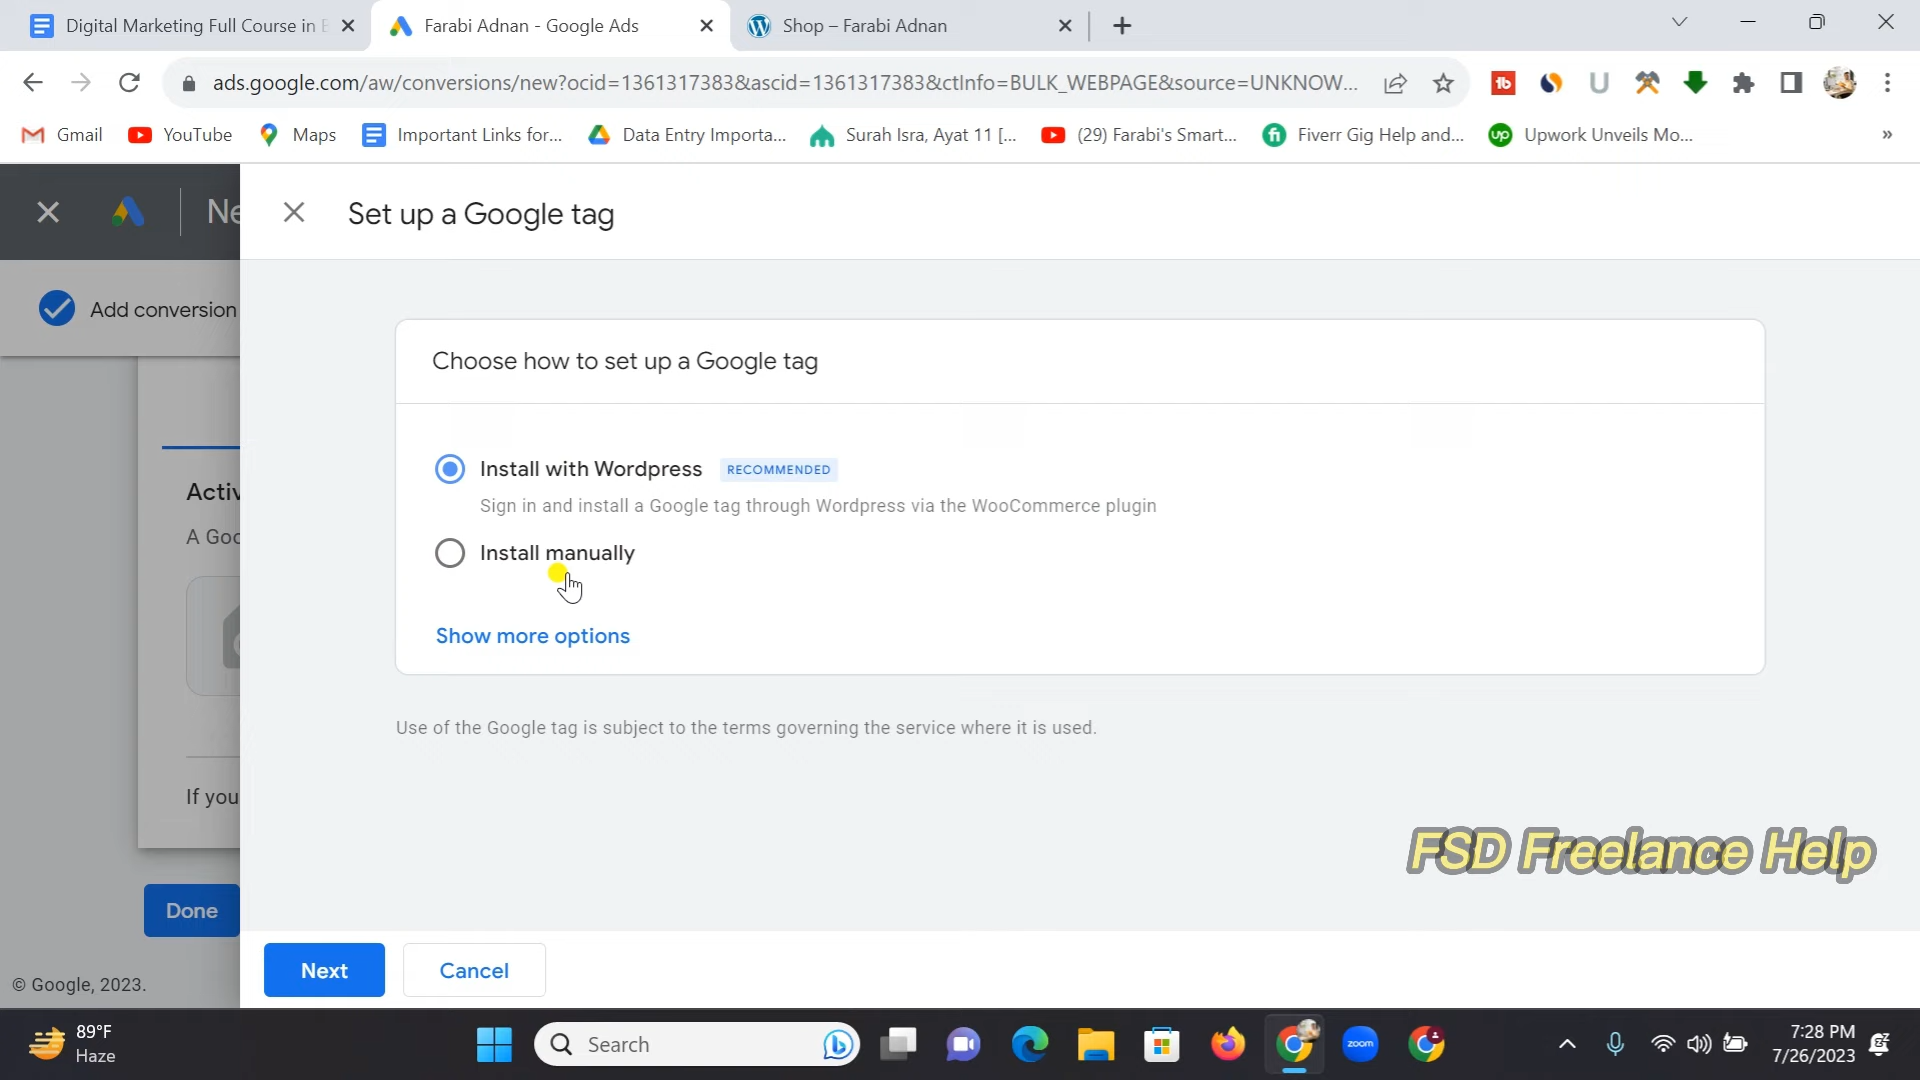 Digital Marketing Full Course in
Farabi Adnan - Google Ads
Shop – Farabi Adnan
ads.google.com/aw/conversions/new?ocid=1361317383&ascid=1361317383&ctInfo=BULK_WEBPAGE&source=UNKNOW...
Gmail
YouTube
Maps
Important Links for...
Data Entry Importa...
Surah Isra, Ayat 11 [...
(29) Farabi's Smart...
Fiverr Gig Help and...
Upwork Unveils Mo...
Ne
Set up a Google tag
Add conversion
Choose how to set up a Google tag
Install with Wordpress RECOMMENDED
Sign in and install a Google tag through Wordpress via the WooCommerce plugin
Install manually
Show more options
Use of the Google tag is subject to the terms governing the service where it is used.
Activ
A Goo
If you
FSD Freelance Help
Done
Next
Cancel
© Google, 2023.
89°F
Haze
Search
zoom
7:28 PM
7/26/2023